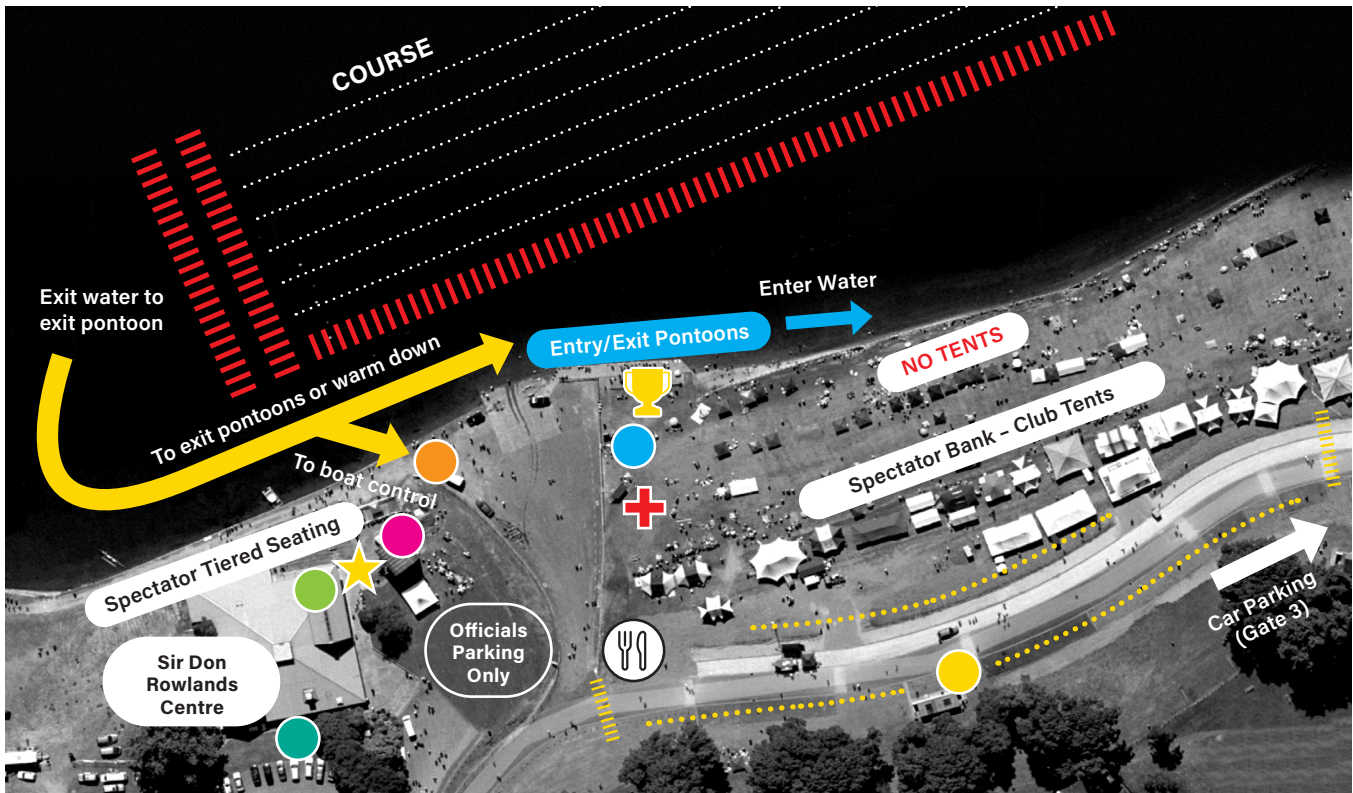 COURSE
Exit water to
exit pontoon
To exit pontoons or warm down
To boat control
Entry/Exit Pontoons
Enter Water
NO TENTS
Spectator Bank – Club Tents
Spectator Tiered Seating
Sir Don
Rowlands
Centre
Officials
Parking
Only
Car Parking
(Gate 3)